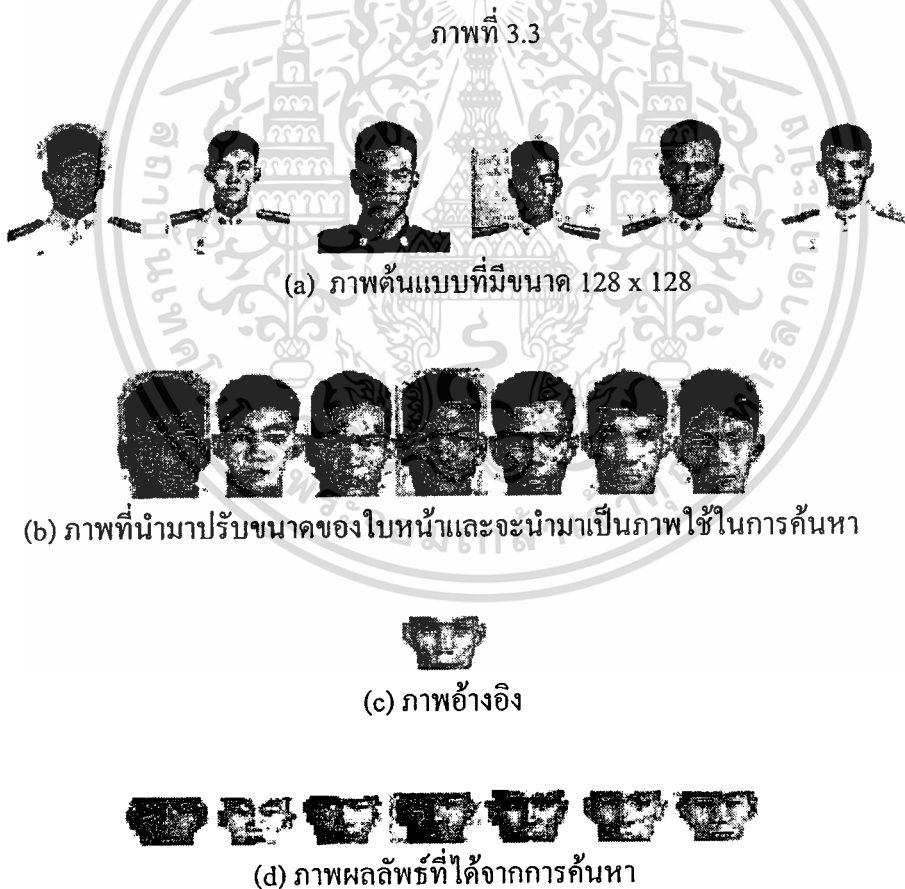 ภาพที่ 3.3
(a) ภาพต้นแบบที่มีขนาด 128 x 128
(b) ภาพที่นำมาปรับขนาดของใบหน้าและจะนำมาเป็นภาพใช้ในการค้นหา
(c) ภาพอ้างอิง
(d) ภาพผลลัพธ์ที่ได้จากการค้นหา